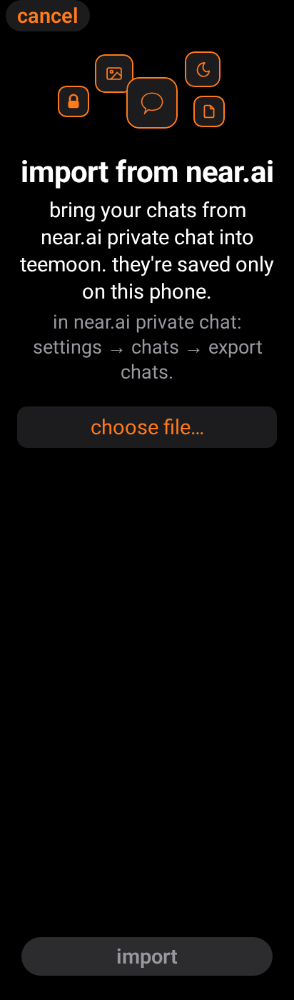 cancel
import from near.ai
bring your chats from
near.ai private chat into
teemoon. they're saved only
on this phone.
in near.ai private chat:
settings → chats → export
chats.
choose file...
import